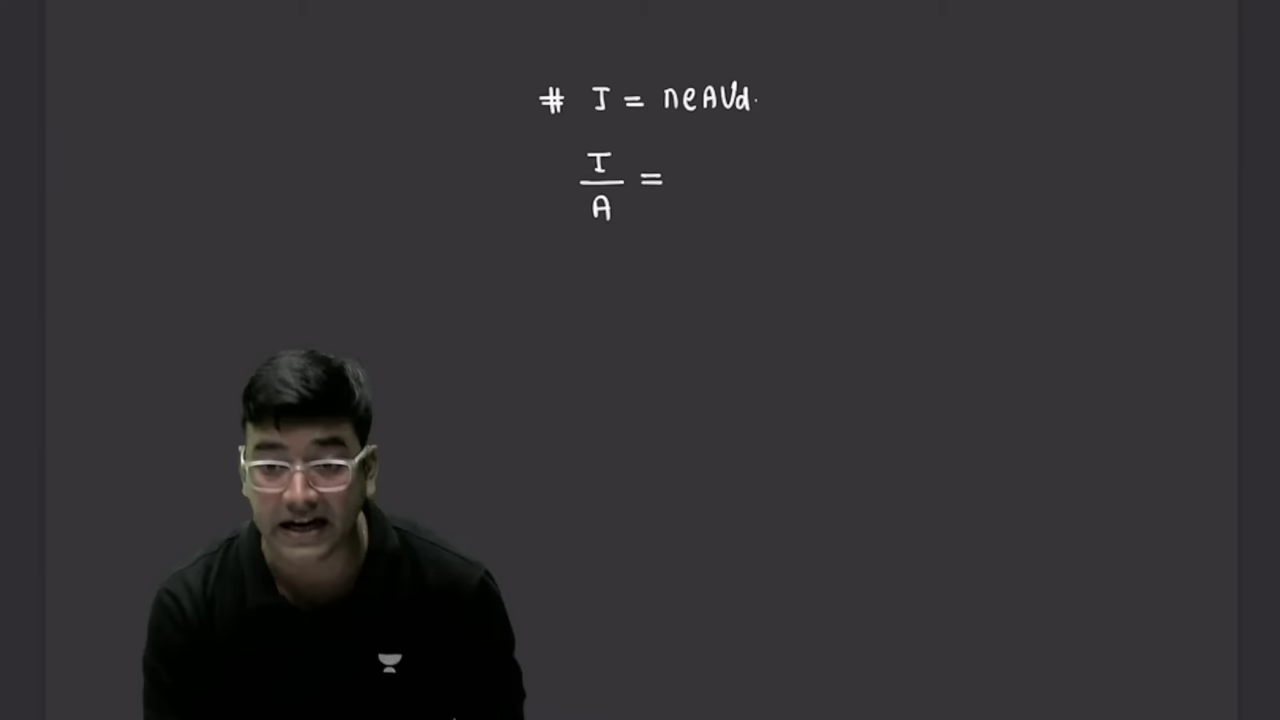 # I = neAVd.
I/A =